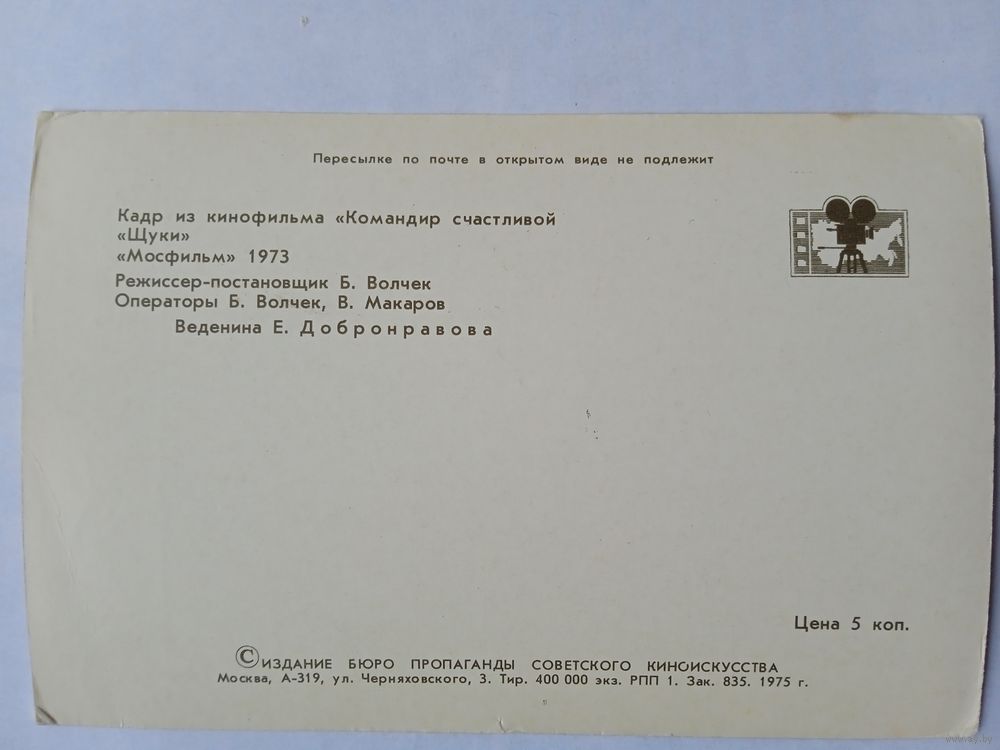 Пересылке по почте в открытом виде не подлежит
Кадр из кинофильма «Командир счастливой
«Щуки»
«Мосфильм» 1973
Режиссер-постановщик Б. Волчек
Операторы Б. Волчек, В. Макаров
Веденина Е. Добронравова
Цена 5 коп.
© ИЗДАНИЕ БЮРО ПРОПАГАНДЫ СОВЕТСКОГО КИНОИСКУССТВА
Москва, А-319, ул. Черняховского, 3. Тир. 400 000 экз. РПП 1. Зак. 835. 1975 г.